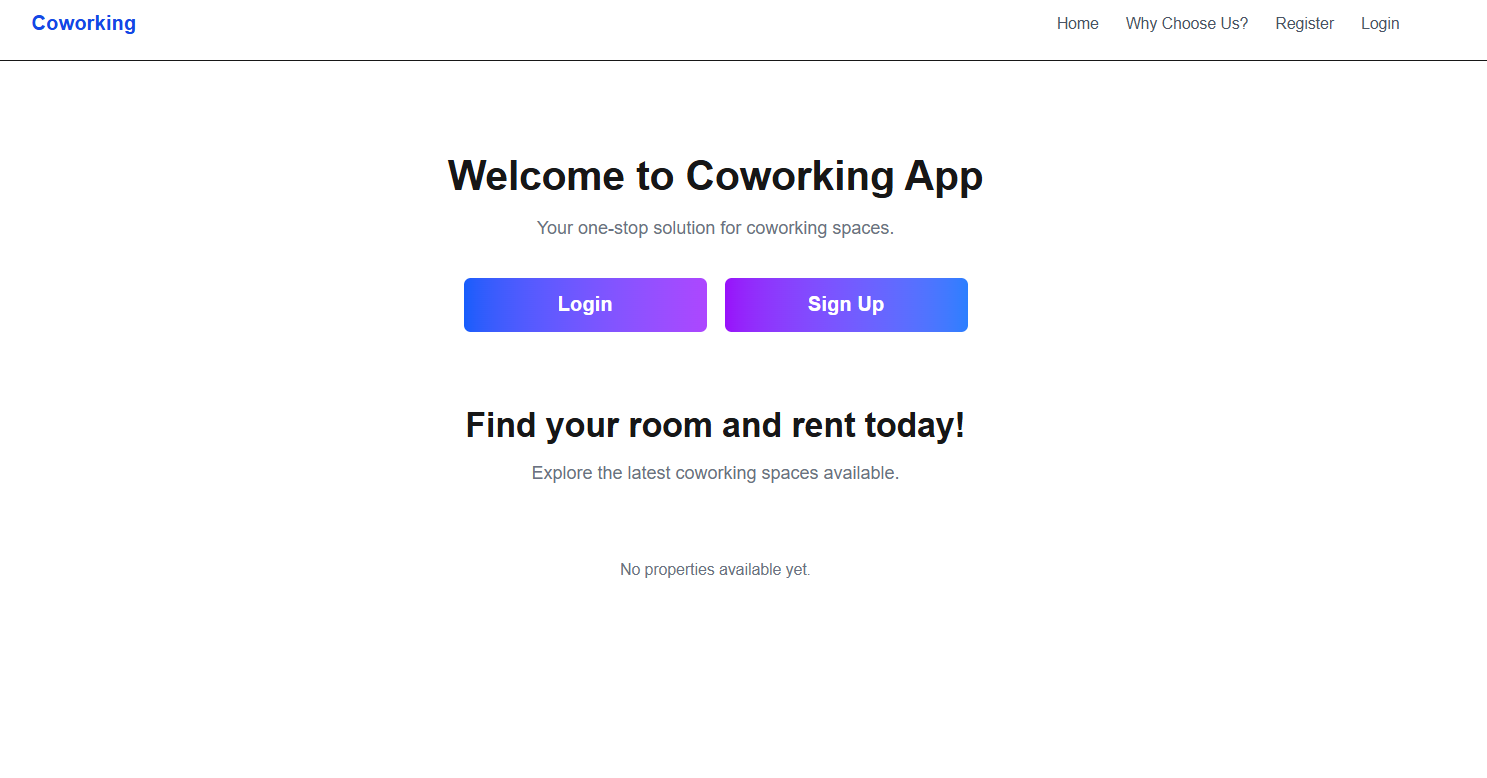 Coworking
Home Why Choose Us? Register Login
Welcome to Coworking App
Your one-stop solution for coworking spaces.
Login Sign Up
Find your room and rent today!
Explore the latest coworking spaces available.
No properties available yet.